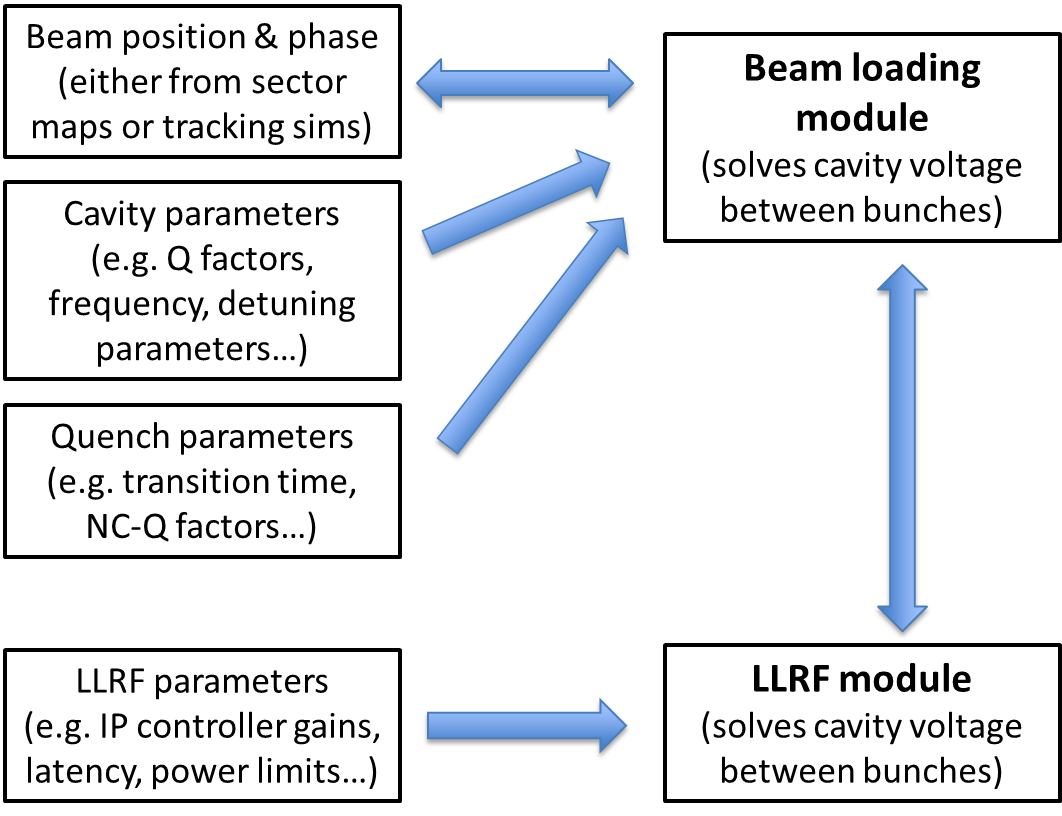 Beam position & phase
(either from sector
maps or tracking sims)
Cavity parameters
(e.g. Q factors,
frequency, detuning
parameters…)
Quench parameters
(e.g. transition time,
NC-Q factors…)
LLRF parameters
(e.g. IP controller gains,
latency, power limits…)
Beam loading
module
(solves cavity voltage
between bunches)
LLRF module
(solves cavity voltage
between bunches)